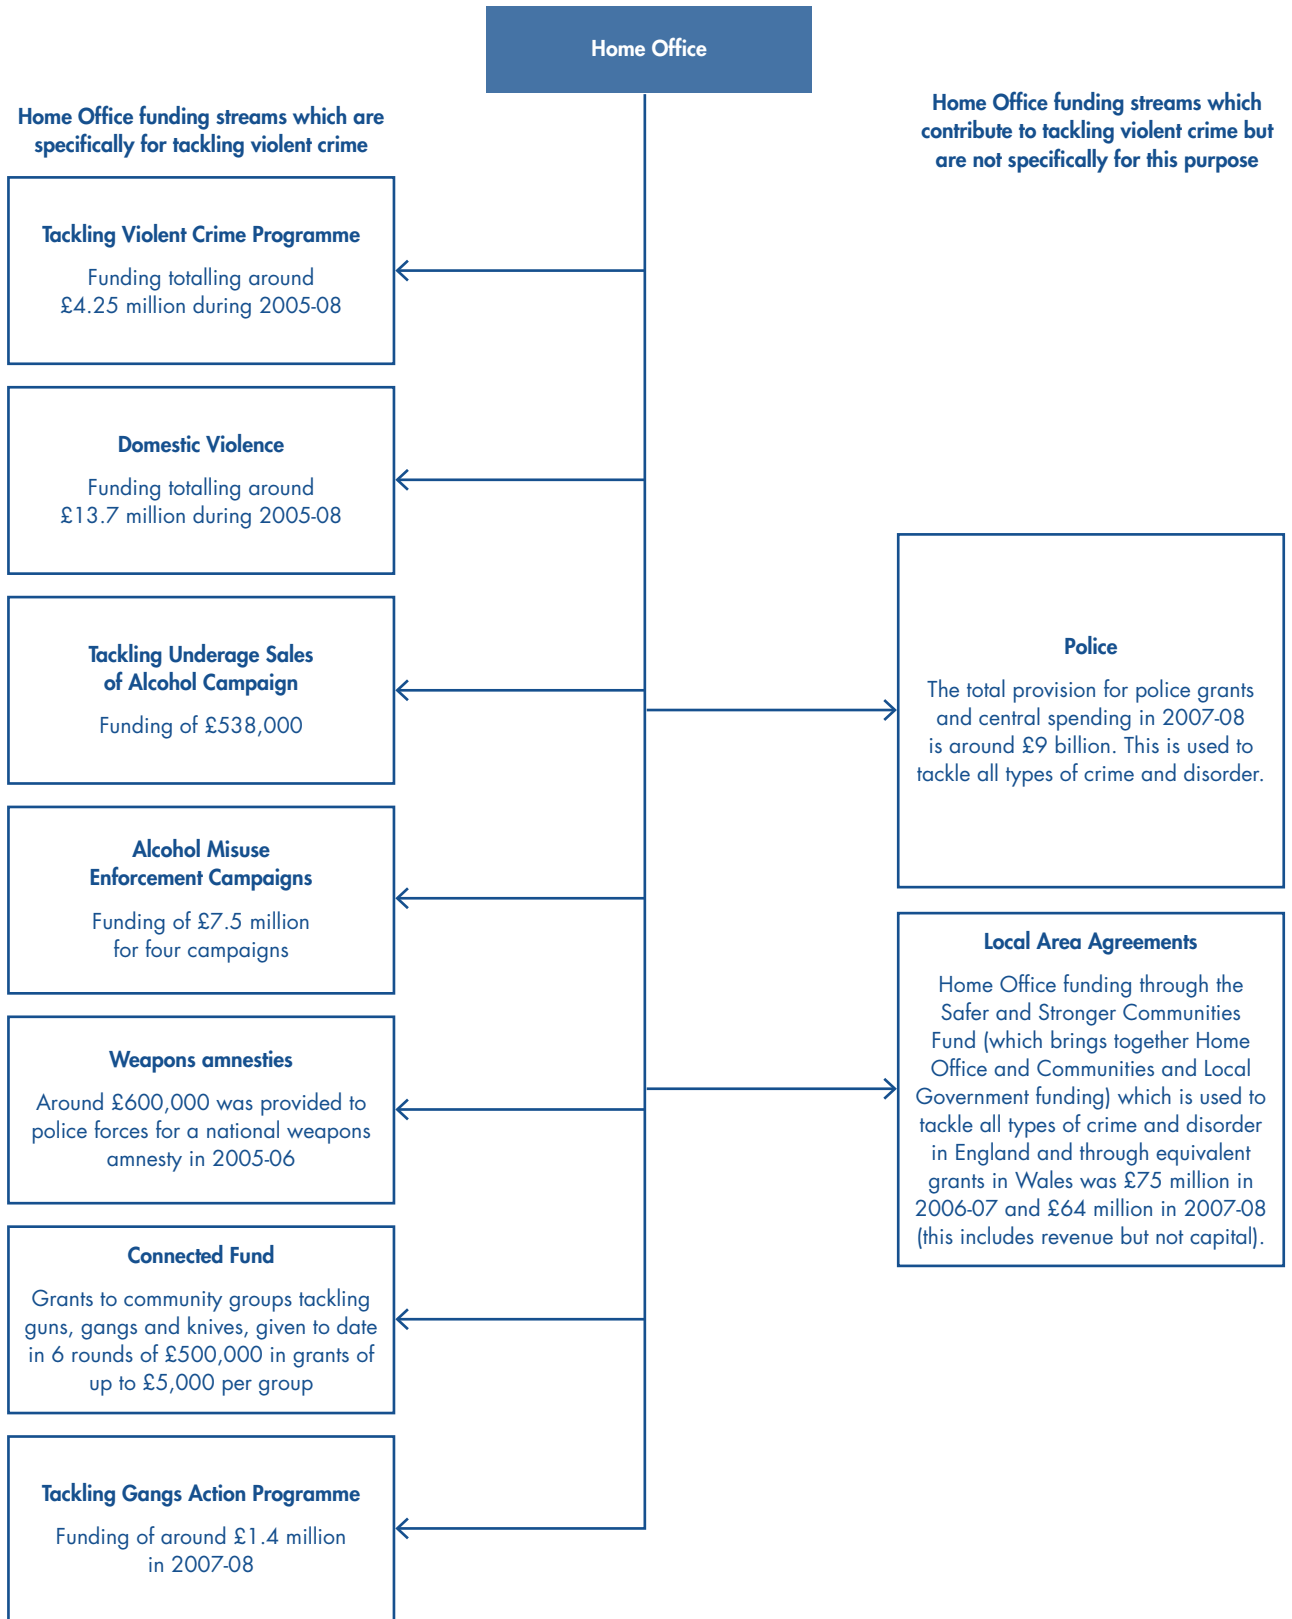 Home Office
Home Office funding streams which are
specifically for tackling violent crime
Home Office funding streams which
contribute to tackling violent crime but
are not specifically for this purpose
Tackling Violent Crime Programme
Funding totalling around
£4.25 million during 2005-08
Domestic Violence
Funding totalling around
£13.7 million during 2005-08
Tackling Underage Sales
of Alcohol Campaign
Funding of £538,000
Alcohol Misuse
Enforcement Campaigns
Funding of £7.5 million
for four campaigns
Weapons amnesties
Around £600,000 was provided to
police forces for a national weapons
amnesty in 2005-06
Connected Fund
Grants to community groups tackling
guns, gangs and knives, given to date
in 6 rounds of £500,000 in grants of
up to £5,000 per group
Tackling Gangs Action Programme
Funding of around £1.4 million
in 2007-08
Police
The total provision for police grants
and central spending in 2007-08
is around £9 billion. This is used to
tackle all types of crime and disorder.
Local Area Agreements
Home Office funding through the
Safer and Stronger Communities
Fund (which brings together Home
Office and Communities and Local
Government funding) which is used to
tackle all types of crime and disorder
in England and through equivalent
grants in Wales was £75 million in
2006-07 and £64 million in 2007-08
(this includes revenue but not capital).